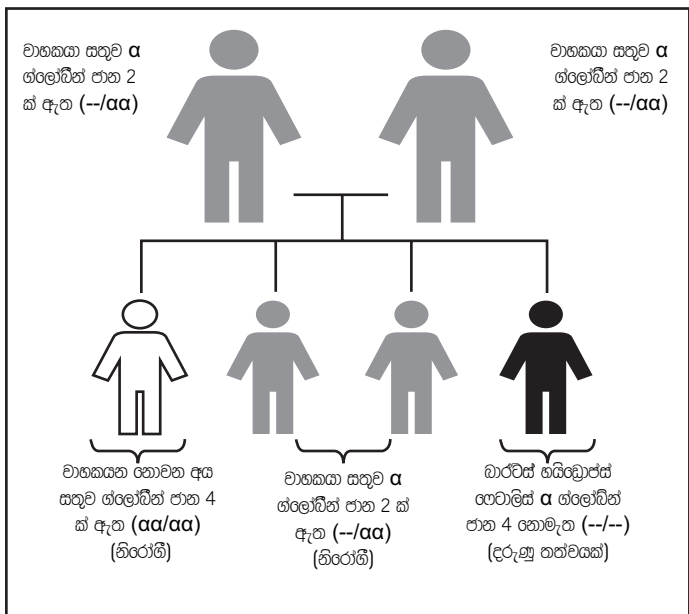 වාහකයා සතුව α
ග්ලෝබීන් ජාන 2
ක් ඇත (--/αα)
වාහකයා සතුව α
ග්ලෝබීන් ජාන 2
ක් ඇත (--/αα)
වාහකයන නොවන අය
සතුව ග්ලෝබීන් ජාන 4
ක් ඇත (αα/αα)
(නිරෝගී)
වාහකයා සතුව α
ග්ලෝබීන් ජාන 2 ක්
ඇත (--/αα)
(නිරෝගී)
බාර්ට්ස් හයිඩ්‍රොප්ස්
ෆෙටාලිස් α ග්ලෝබින්
ජාන 4 නොමැත (--/--)
(දරුණු තත්වයක්)